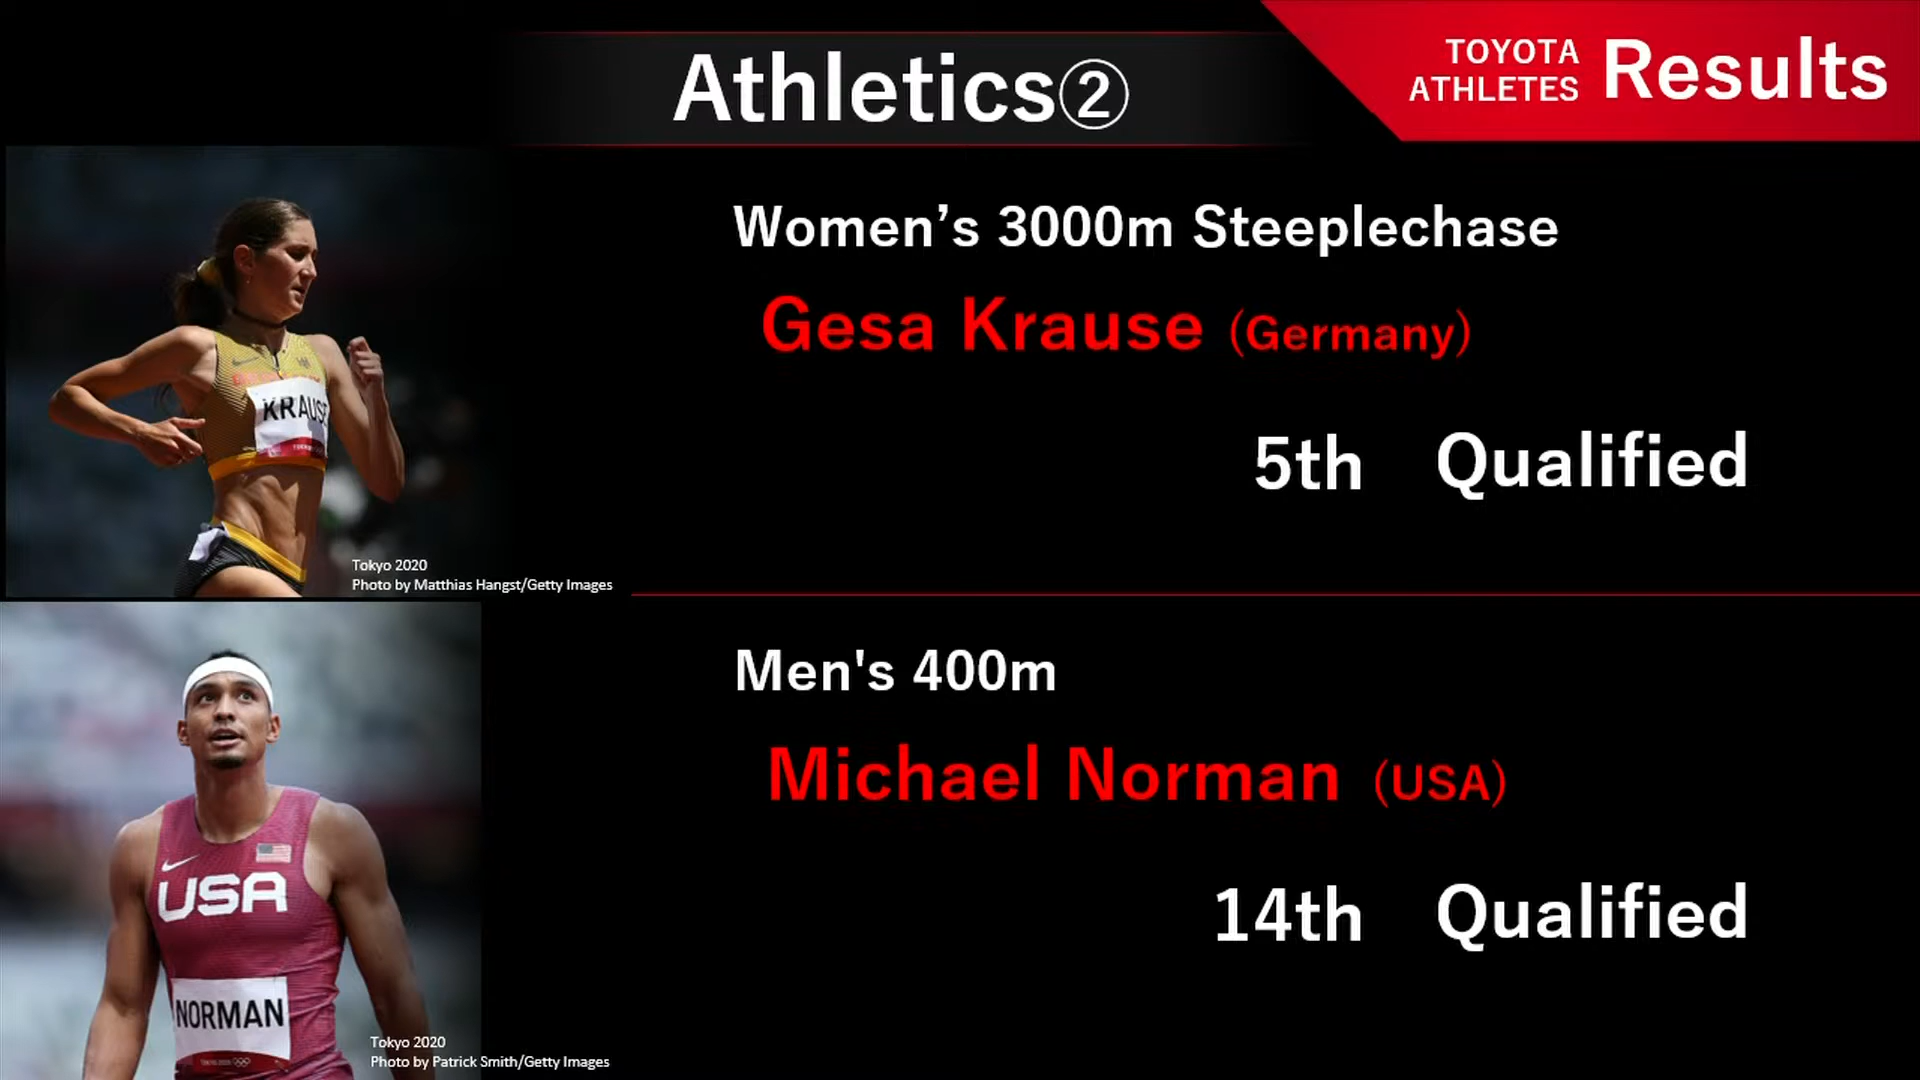 Athletics②
TOYOTA
ATHLETES
Results
Women’s 3000m Steeplechase
Gesa Krause (Germany)
5th Qualified
KRAUSE
Tokyo 2020
Photo by Matthias Hangst/Getty Images
Men's 400m
Michael Norman (USA)
14th Qualified
USA
NORMAN
Tokyo 2020
Photo by Patrick Smith/Getty Images